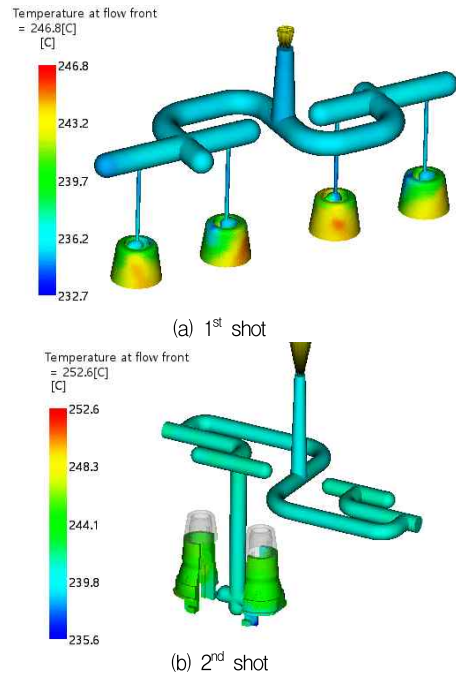 Temperature at flow front
= 246.8[C]
[C]
246.8
243.2
239.7
236.2
232.7
(a) 1st shot
Temperature at flow front
= 252.6[C]
[C]
252.6
248.3
244.1
239.8
235.6
(b) 2nd shot